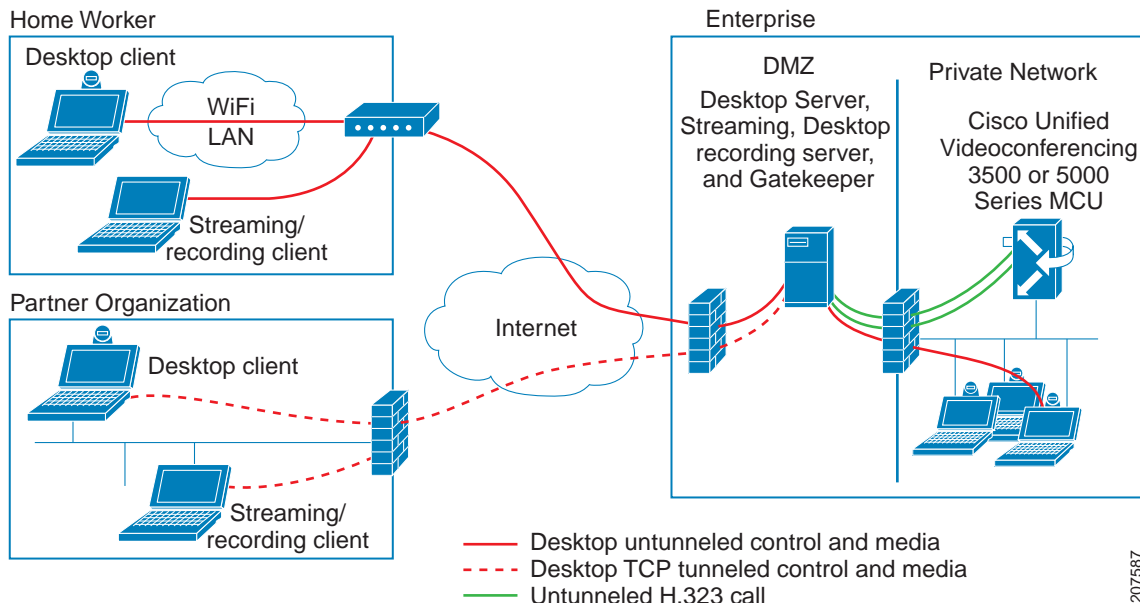 Home Worker
Desktop client
WiFi
LAN
Streaming/
recording client
Partner Organization
Desktop client
Streaming/
recording client
Internet
Enterprise
DMZ
Desktop Server,
Streaming, Desktop
recording server,
and Gatekeeper
Private Network
Cisco Unified
Videoconferencing
3500 or 5000
Series MCU
Desktop untunneled control and media
Desktop TCP tunneled control and media
Untunneled H.323 call
207587